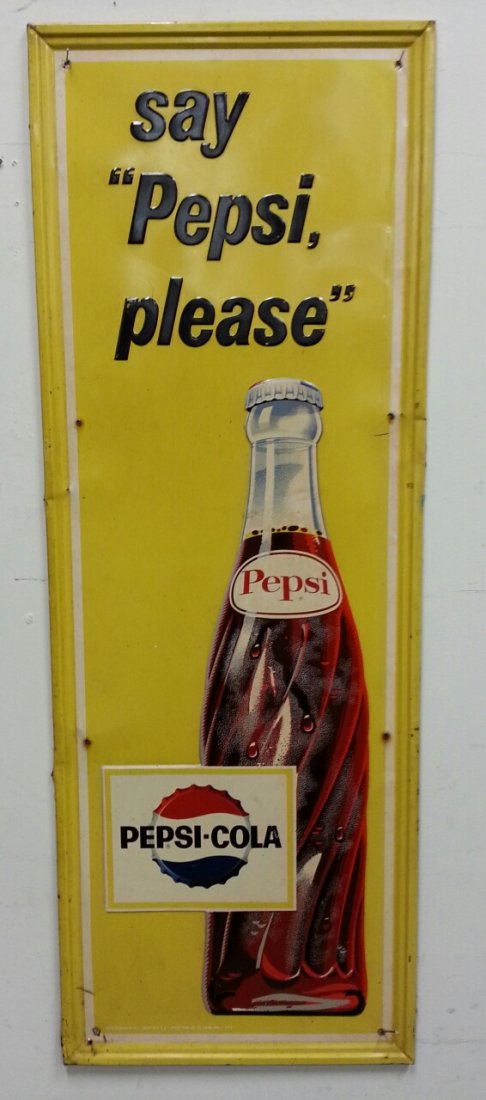 say
"Pepsi,
please"
Pepsi
PEPSI-COLA